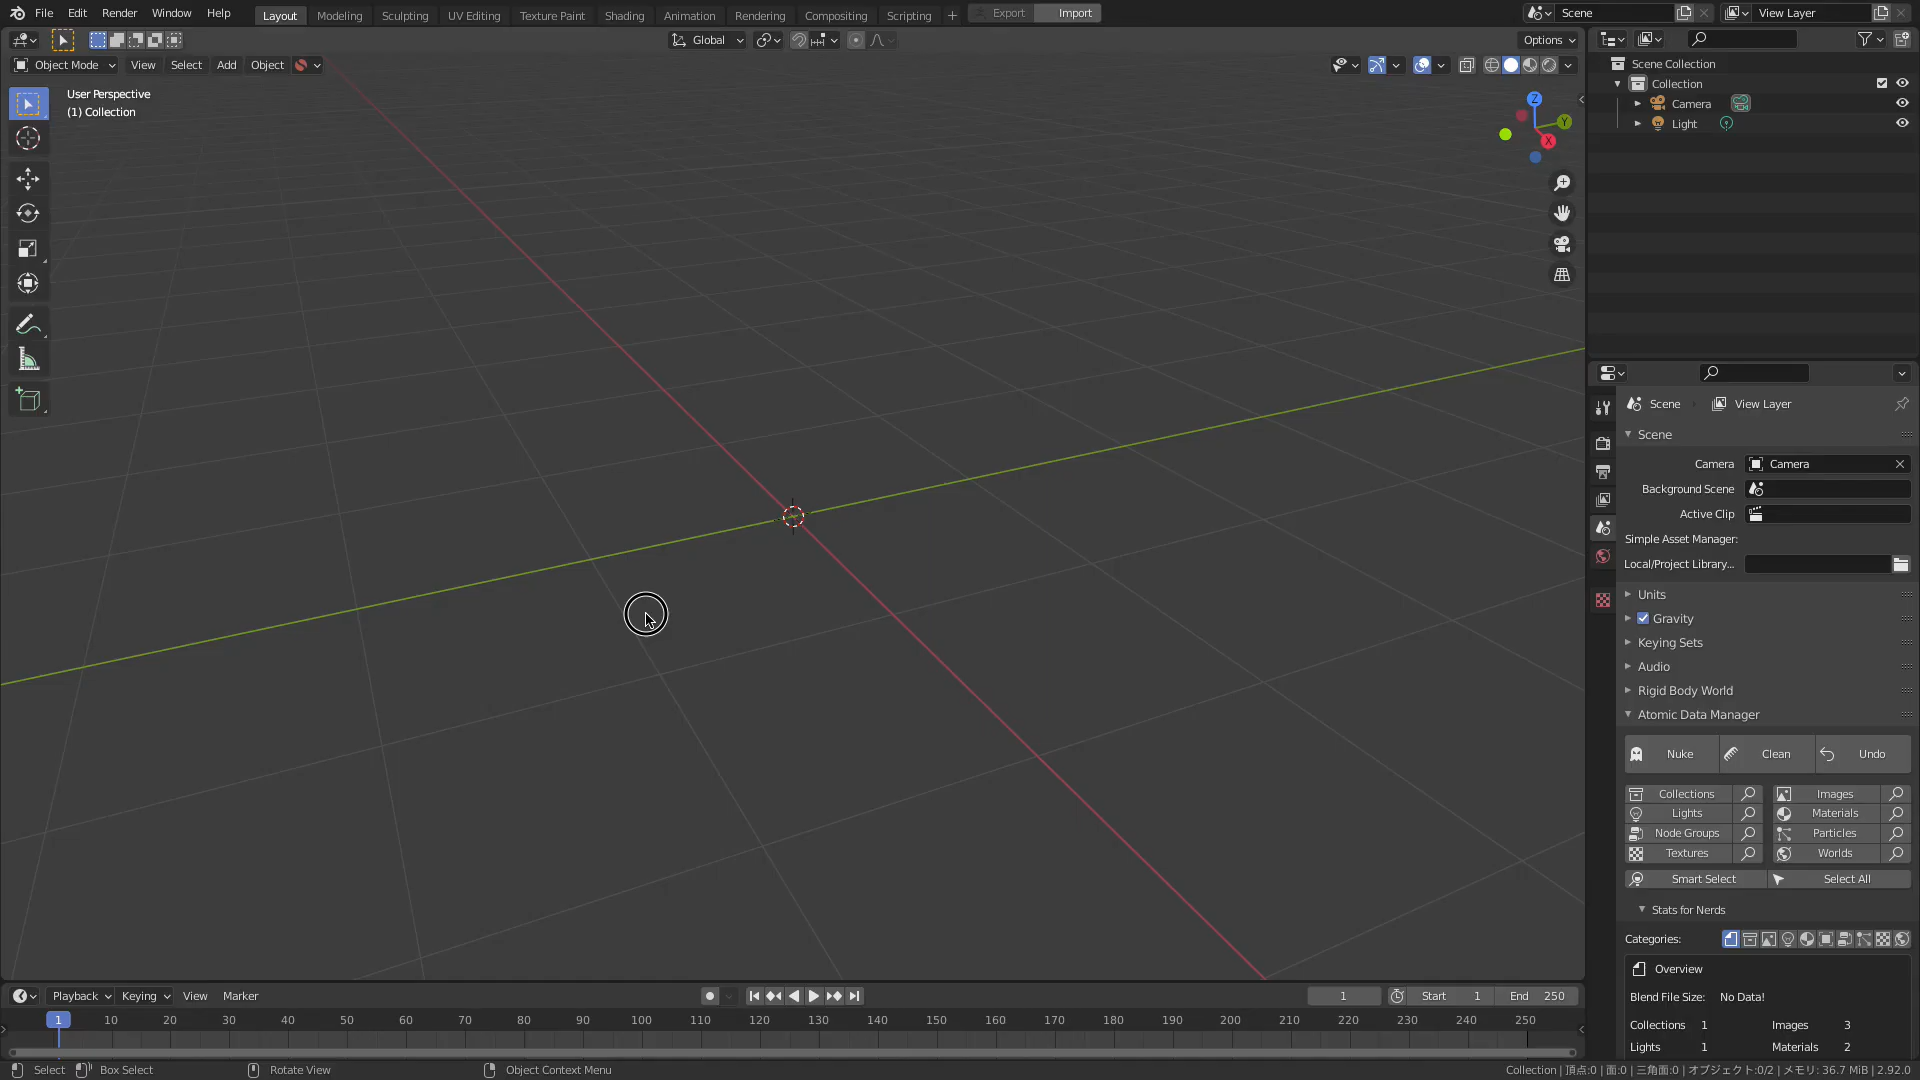 File Edit Render Window Help Layout Modeling Sculpting UV Editing Texture Paint Shading Animation Rendering Compositing Scripting + Export Import Scene View Layer
Global Options
Object Mode View Select Add Object
User Perspective
(1) Collection
Z
Y
X
Scene Collection
Collection
Camera
Light
Scene View Layer
Scene
Camera Camera
Background Scene
Active Clip
Simple Asset Manager:
Local/Project Library...
Units
Gravity
Keying Sets
Audio
Rigid Body World
Atomic Data Manager
Nuke Clean Undo
Collections Images
Lights Materials
Node Groups Particles
Textures Worlds
Smart Select Select All
Stats for Nerds
Categories:
Overview
Blend File Size: No Data!
Collections 1 Images 3
Lights 1 Materials 2
Playback Keying View Marker 1 Start 1 End 250
1 10 20 30 40 50 60 70 80 90 100 110 120 130 140 150 160 170 180 190 200 210 220 230 240 250
Select Box Select Rotate View Object Context Menu Collection | 頂点:0 | 面:0 | 三角面:0 | オブジェクト:0/2 | メモリ: 36.7 MiB | 2.92.0